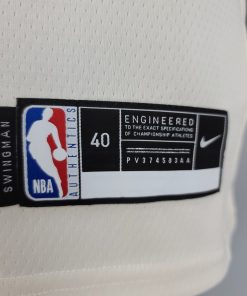 SWINGMAN
NBA
AUTHENTICS
40
ENGINEERED
TO THE EXACT SPECIFICATIONS
OF CHAMPIONSHIP ATHLETES
PV374583AA